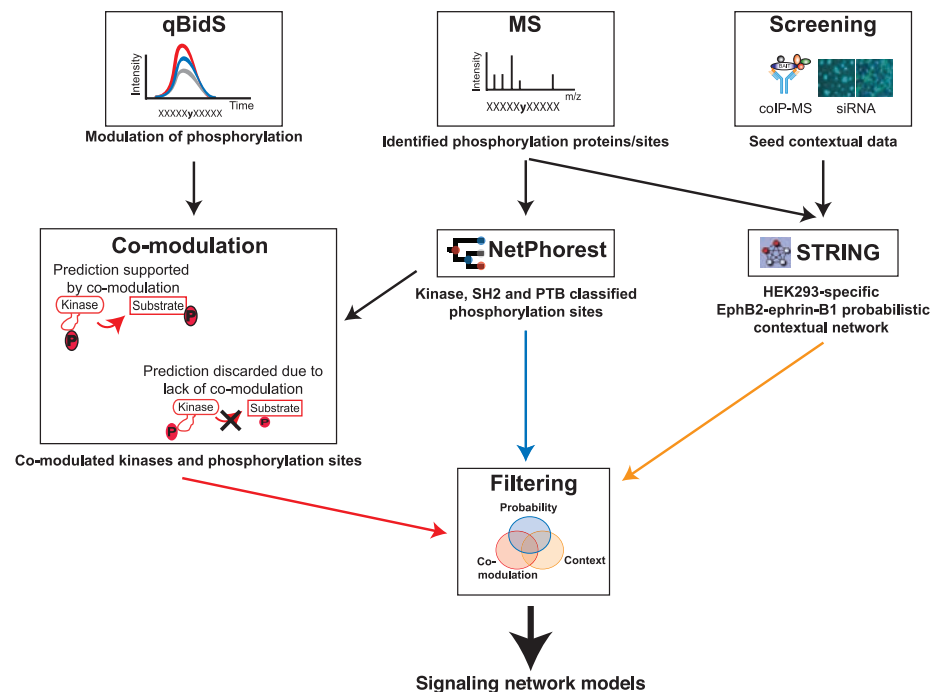 qBidS
Intensity
Time
XXXXXyXXXXX
Modulation of phosphorylation
MS
Intensity
m/z
XXXXXyXXXXX
Identified phosphorylation proteins/sites
Screening
BAIT
coIP-MS
siRNA
Seed contextual data
Co-modulation
Prediction supported
by co-modulation
Kinase
Substrate
P
P
Prediction discarded due to
lack of co-modulation
Kinase
Substrate
P
P
Co-modulated kinases and phosphorylation sites
NetPhorest
Kinase, SH2 and PTB classified
phosphorylation sites
STRING
HEK293-specific
EphB2-ephrin-B1 probabilistic
contextual network
Filtering
Probability
Co-
modulation
Context
Signaling network models